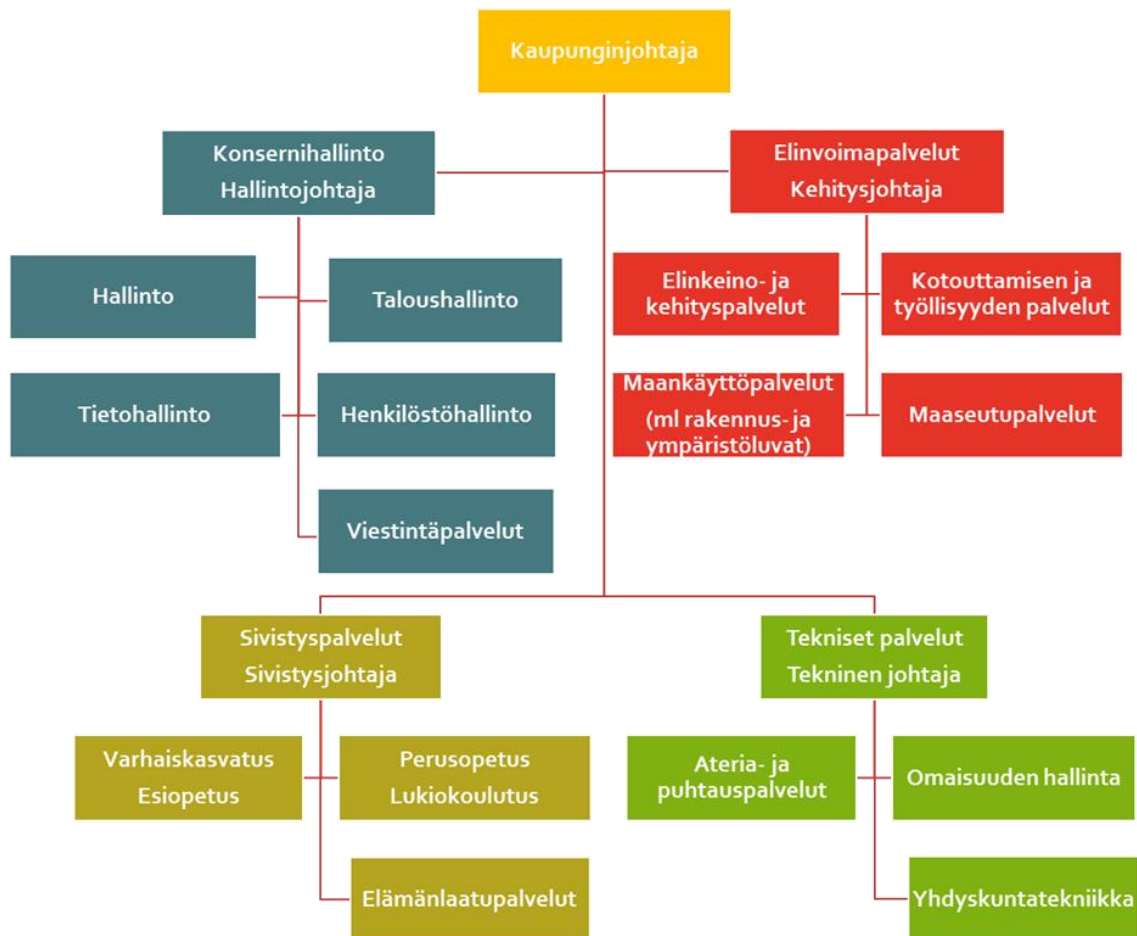 Kaupunginjohtaja
Konsernihallinto
Hallintojohtaja
Elinvoimapalvelut
Kehitysjohtaja
Hallinto
Taloushallinto
Elinkeino- ja
kehityspalvelut
Kotouttamisen ja
työllisyyden palvelut
Tietohallinto
Henkilöstöhallinto
Maankäyttöpalvelut
(ml rakennus- ja
ympäristöluvat)
Maaseutupalvelut
Viestintäpalvelut
Sivistyspalvelut
Sivistysjohtaja
Tekniset palvelut
Tekninen johtaja
Varhaiskasvatus
Esiopetus
Perusopetus
Lukiokoulutus
Ateria- ja
puhtauspalvelut
Omaisuuden hallinta
Elämänlaatupalvelut
Yhdyskuntatekniikka